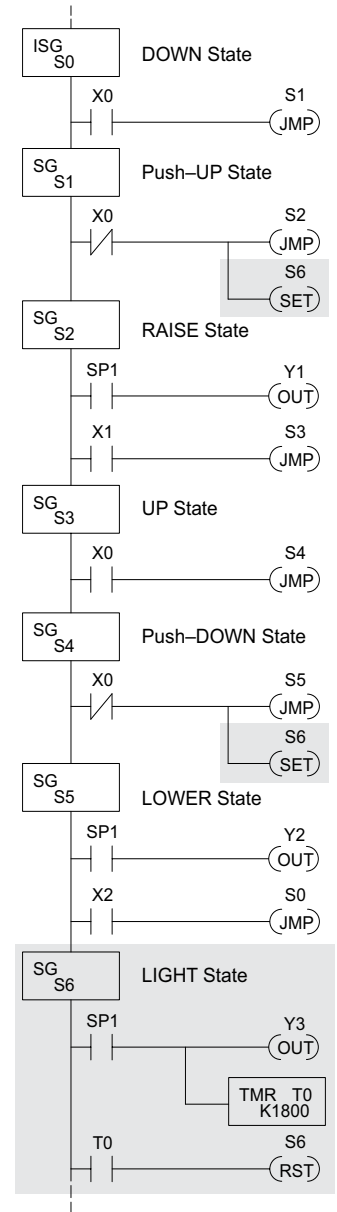 ISG
S0
DOWN State
X0
S1
JMP
SG
S1
Push–UP State
X0
S2
JMP
S6
SET
SG
S2
RAISE State
SP1
Y1
OUT
X1
S3
JMP
SG
S3
UP State
X0
S4
JMP
SG
S4
Push–DOWN State
X0
S5
JMP
S6
SET
SG
S5
LOWER State
SP1
Y2
OUT
X2
S0
JMP
SG
S6
LIGHT State
SP1
Y3
OUT
TMR T0
K1800
T0
S6
RST